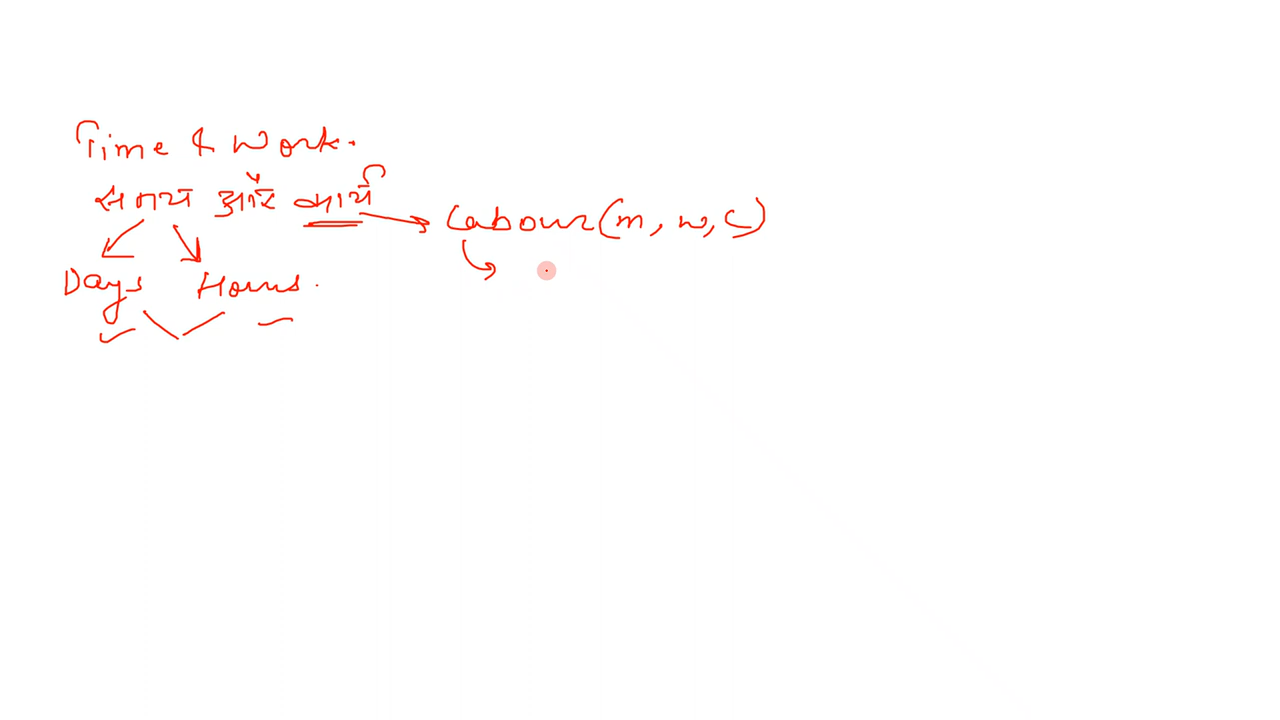 Time & Work.
समय और कार्य
Labour (m, w, c)
Days Hours.